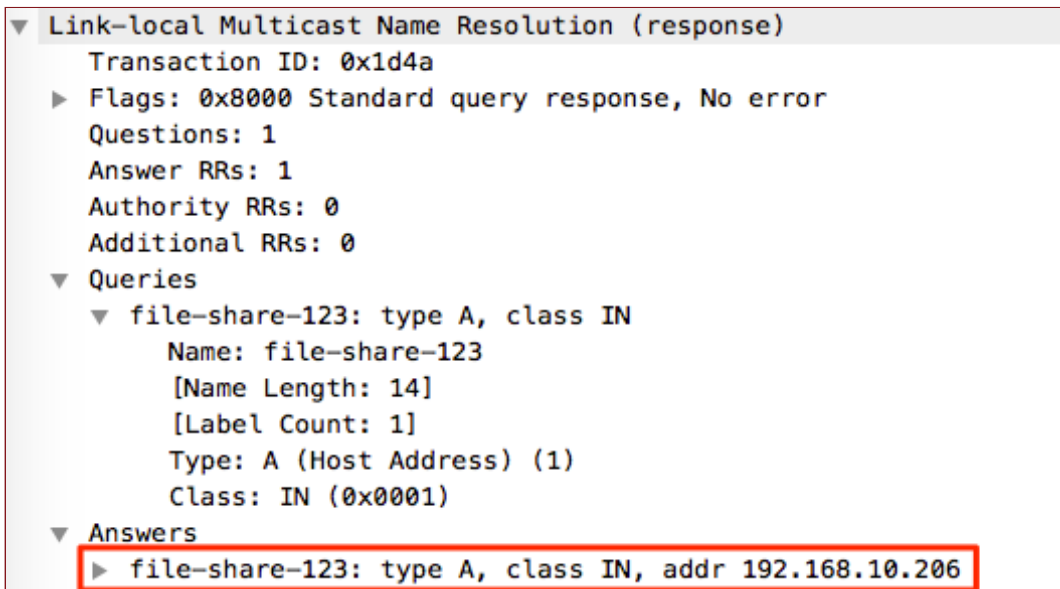 Link-local Multicast Name Resolution (response)
Transaction ID: 0x1d4a
Flags: 0x8000 Standard query response, No error
Questions: 1
Answer RRs: 1
Authority RRs: 0
Additional RRs: 0
Queries
file-share-123: type A, class IN
Name: file-share-123
[Name Length: 14]
[Label Count: 1]
Type: A (Host Address) (1)
Class: IN (0x0001)
Answers
file-share-123: type A, class IN, addr 192.168.10.206